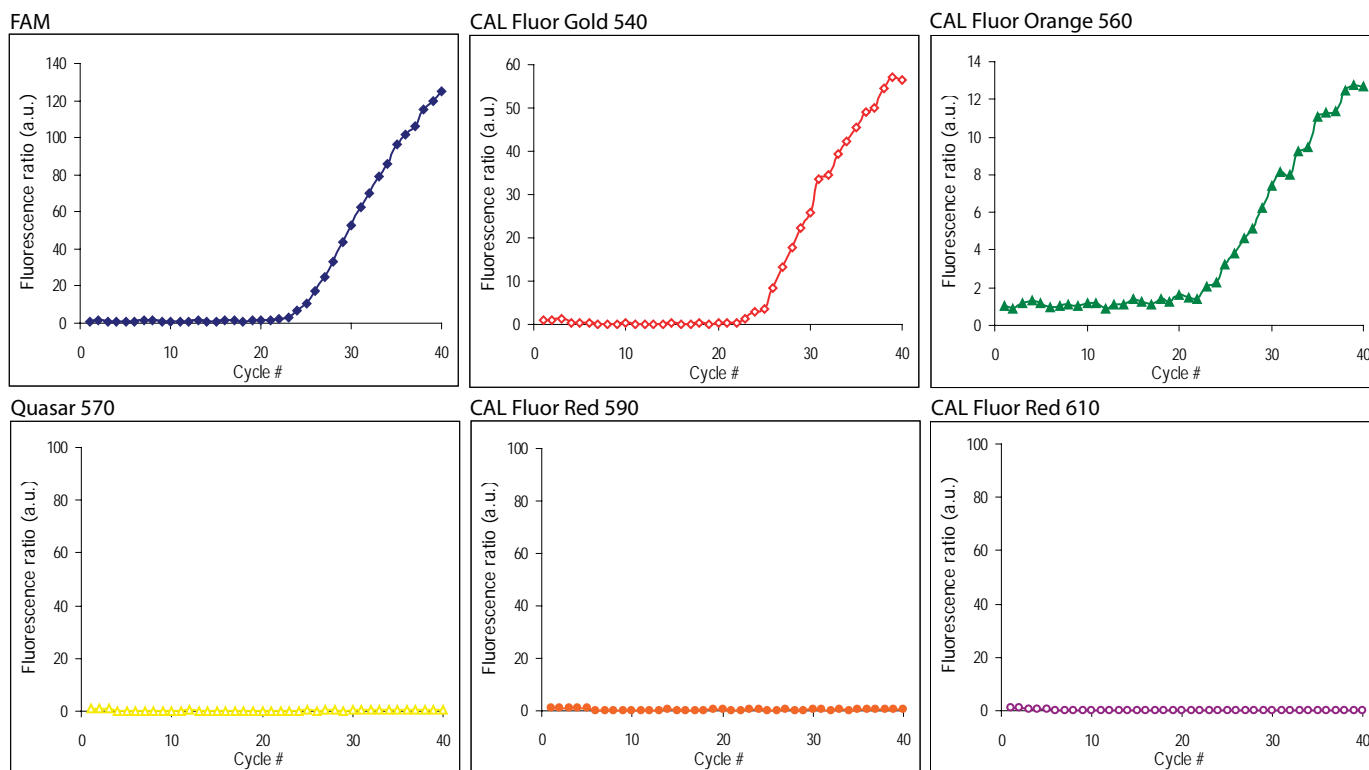 FAM
CAL Fluor Gold 540
CAL Fluor Orange 560
Fluorescence ratio (a.u.)
140
120
100
80
60
40
20
0
0 10 20 30 40
Cycle #
Fluorescence ratio (a.u.)
60
50
40
30
20
10
0
0 10 20 30 40
Cycle #
Fluorescence ratio (a.u.)
14
12
10
8
6
4
2
0
0 10 20 30 40
Cycle #
Quasar 570
CAL Fluor Red 590
CAL Fluor Red 610
Fluorescence ratio (a.u.)
100
80
60
40
20
0
0 10 20 30 40
Cycle #
Fluorescence ratio (a.u.)
100
80
60
40
20
0
0 10 20 30 40
Cycle #
Fluorescence ratio (a.u.)
100
80
60
40
20
0
0 10 20 30 40
Cycle #